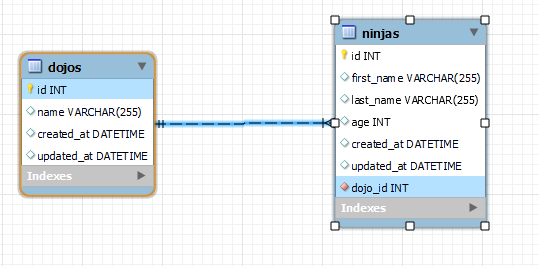 dojos
id INT
name VARCHAR(255)
created_at DATETIME
updated_at DATETIME
Indexes
ninjas
id INT
first_name VARCHAR(255)
last_name VARCHAR(255)
age INT
created_at DATETIME
updated_at DATETIME
dojo_id INT
Indexes